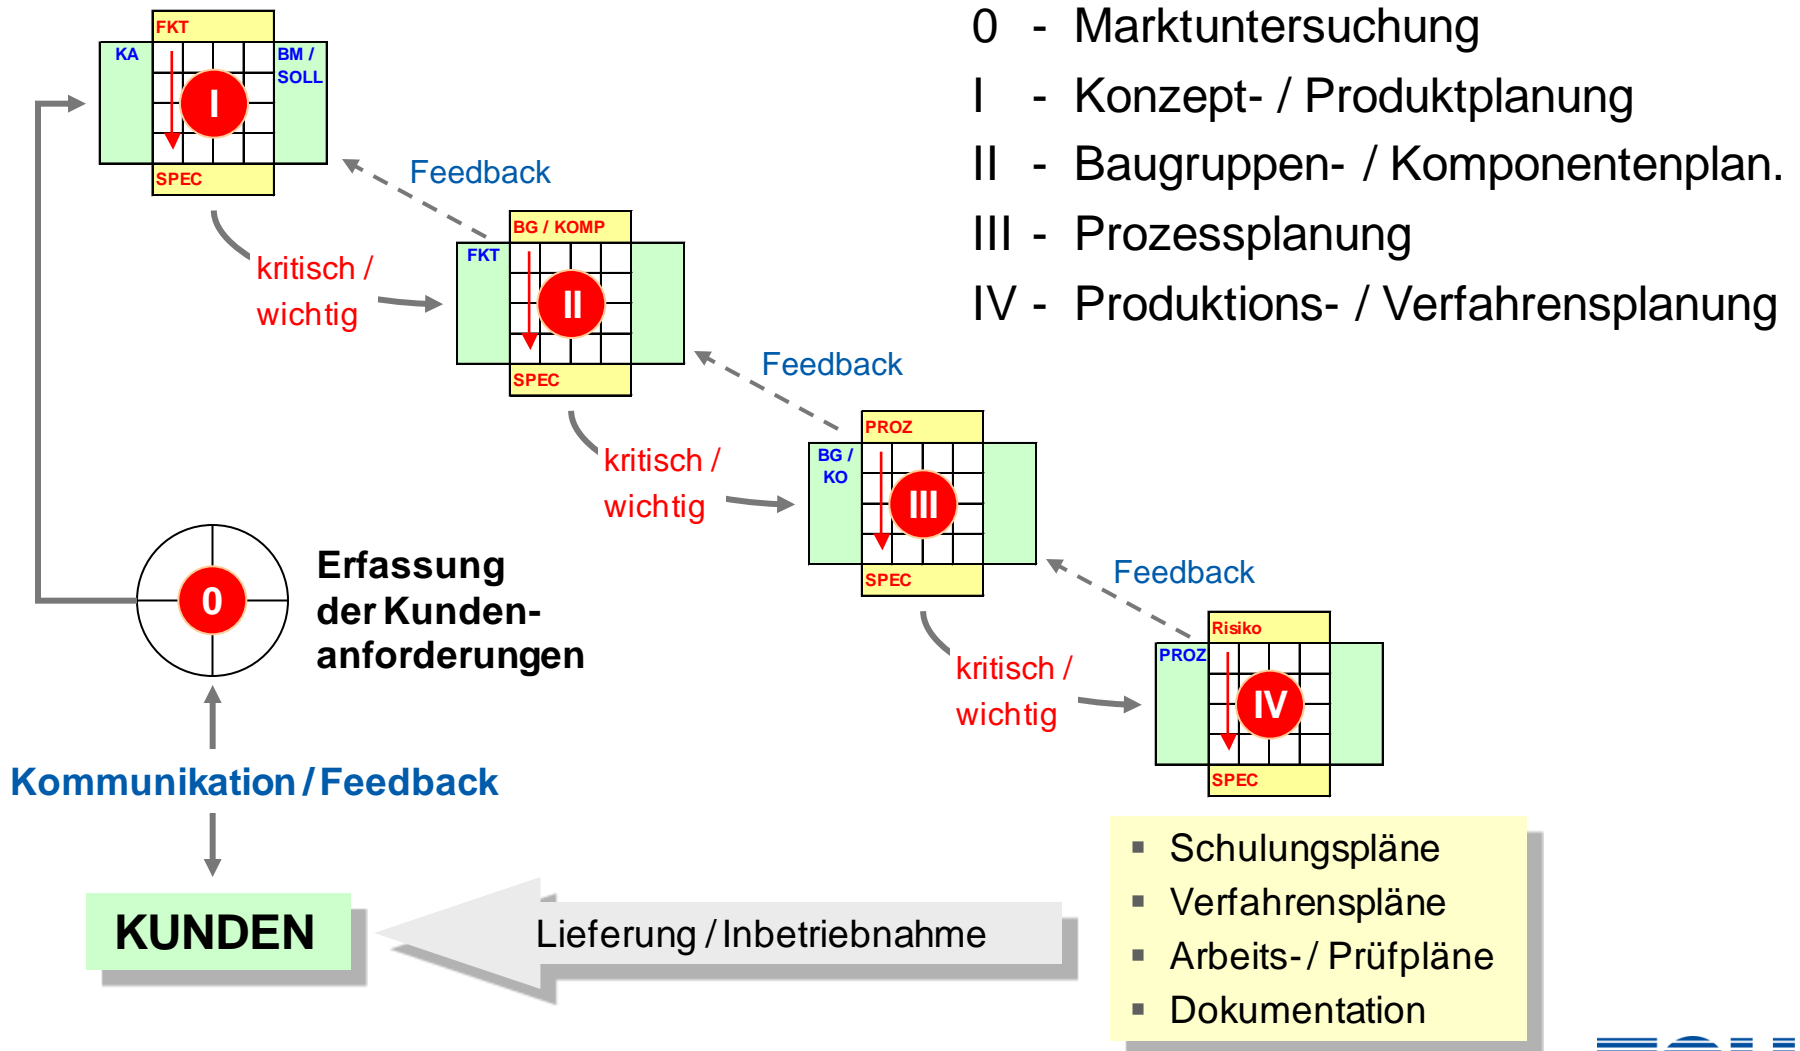 0 - Marktuntersuchung
I - Konzept- / Produktplanung
II - Baugruppen- / Komponentenplan.
III - Prozessplanung
IV - Produktions- / Verfahrensplanung
FKT
KA
BM /
SOLL
I
SPEC
Feedback
kritisch /
wichtig
BG / KOMP
FKT
II
SPEC
Feedback
kritisch /
wichtig
PROZ
BG /
KO
III
SPEC
Feedback
kritisch /
wichtig
Risiko
PROZ
IV
SPEC
0
Erfassung
der Kunden-
anforderungen
Kommunikation / Feedback
KUNDEN
Lieferung / Inbetriebnahme
▪ Schulungspläne
▪ Verfahrenspläne
▪ Arbeits- / Prüfpläne
▪ Dokumentation